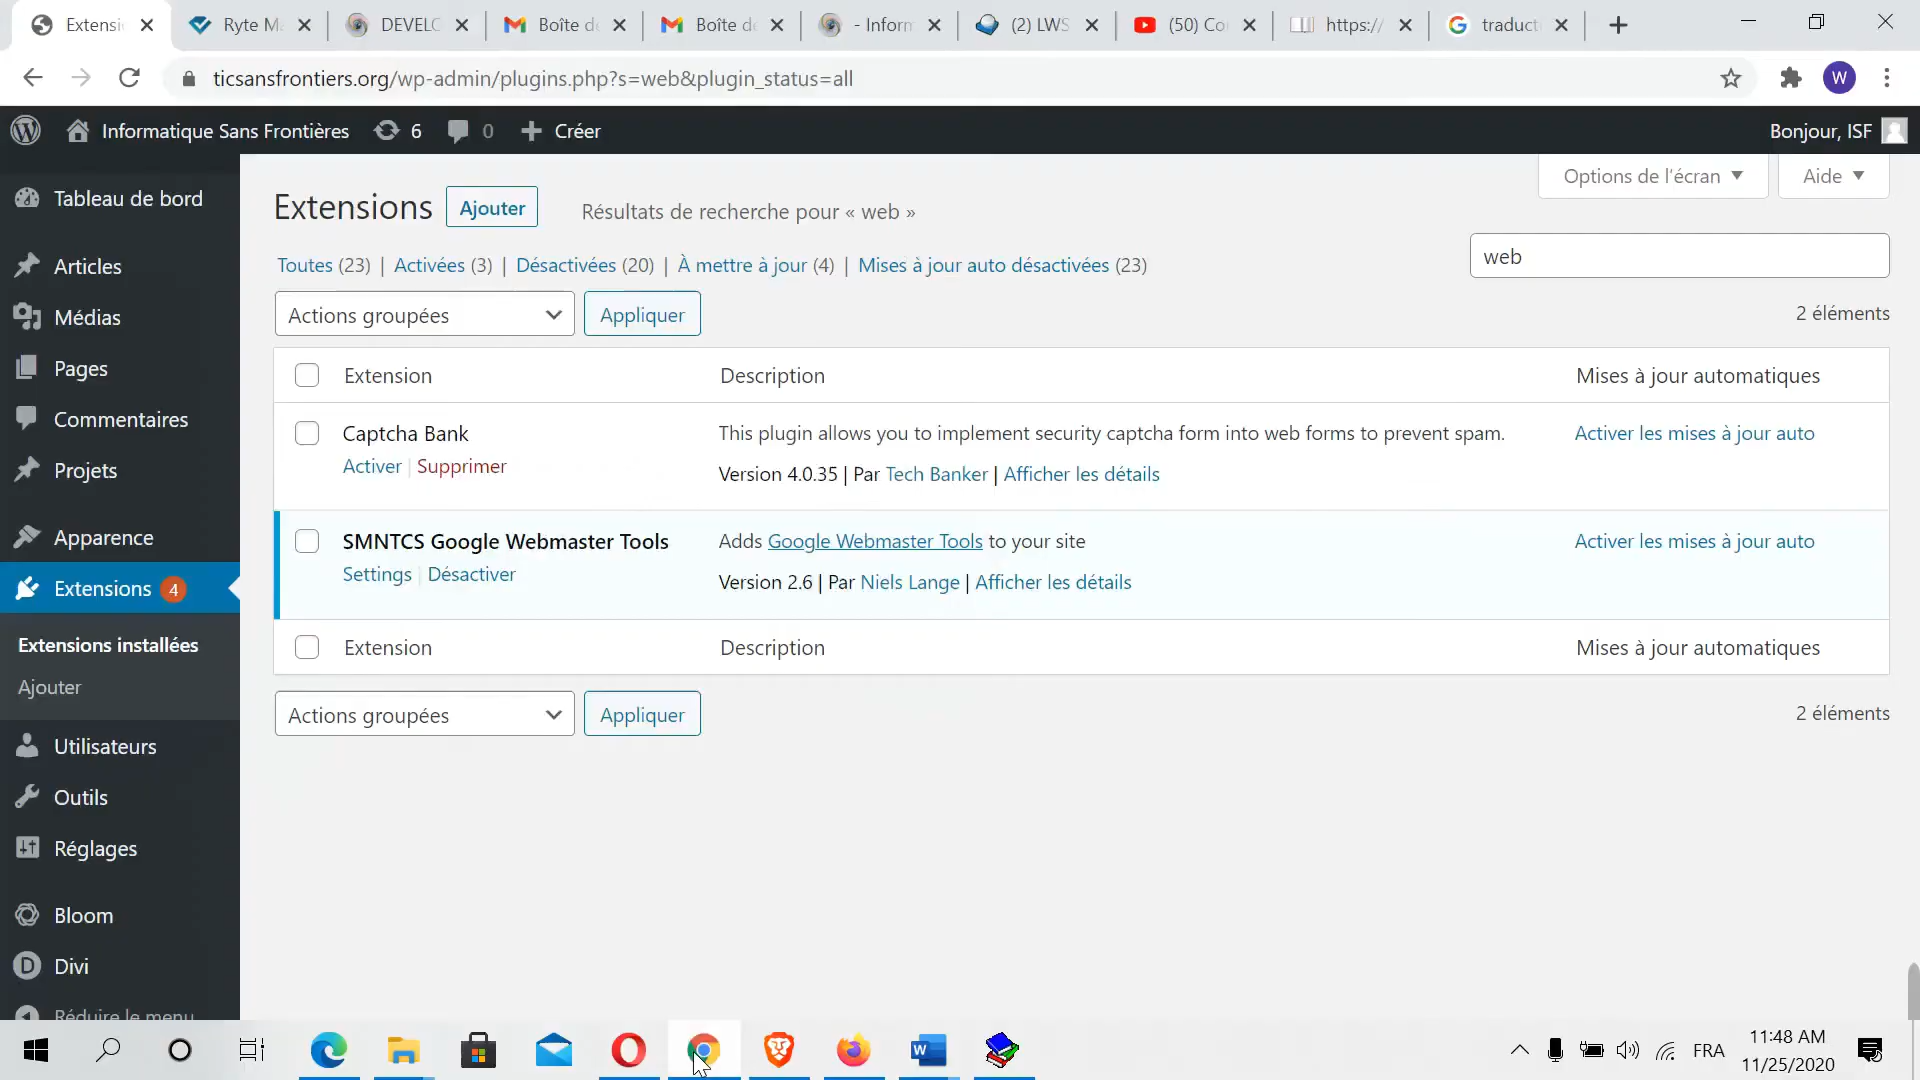 Extensi
Ryte Ma
DEVELO
Boîte de
Boîte de
- Inform
(2) LWS
(50) Co
https://
traducti
ticsansfrontiers.org/wp-admin/plugins.php?s=web&plugin_status=all
W
Informatique Sans Frontières 6 0 Créer
Bonjour, ISF
Tableau de bord
Articles
Médias
Pages
Commentaires
Projets
Apparence
Extensions 4
Extensions installées
Ajouter
Utilisateurs
Outils
Réglages
Bloom
Divi
Réduire le menu
Options de l'écran
Aide
Extensions Ajouter Résultats de recherche pour « web »
Toutes (23) | Activées (3) | Désactivées (20) | À mettre à jour (4) | Mises à jour auto désactivées (23)
web
Actions groupées Appliquer
2 éléments
Extension Description Mises à jour automatiques
Captcha Bank This plugin allows you to implement security captcha form into web forms to prevent spam. Activer les mises à jour auto
Activer | Supprimer Version 4.0.35 | Par Tech Banker | Afficher les détails
SMNTCS Google Webmaster Tools Adds Google Webmaster Tools to your site Activer les mises à jour auto
Settings | Désactiver Version 2.6 | Par Niels Lange | Afficher les détails
Extension Description Mises à jour automatiques
Actions groupées Appliquer
2 éléments
FRA
11:48 AM
11/25/2020